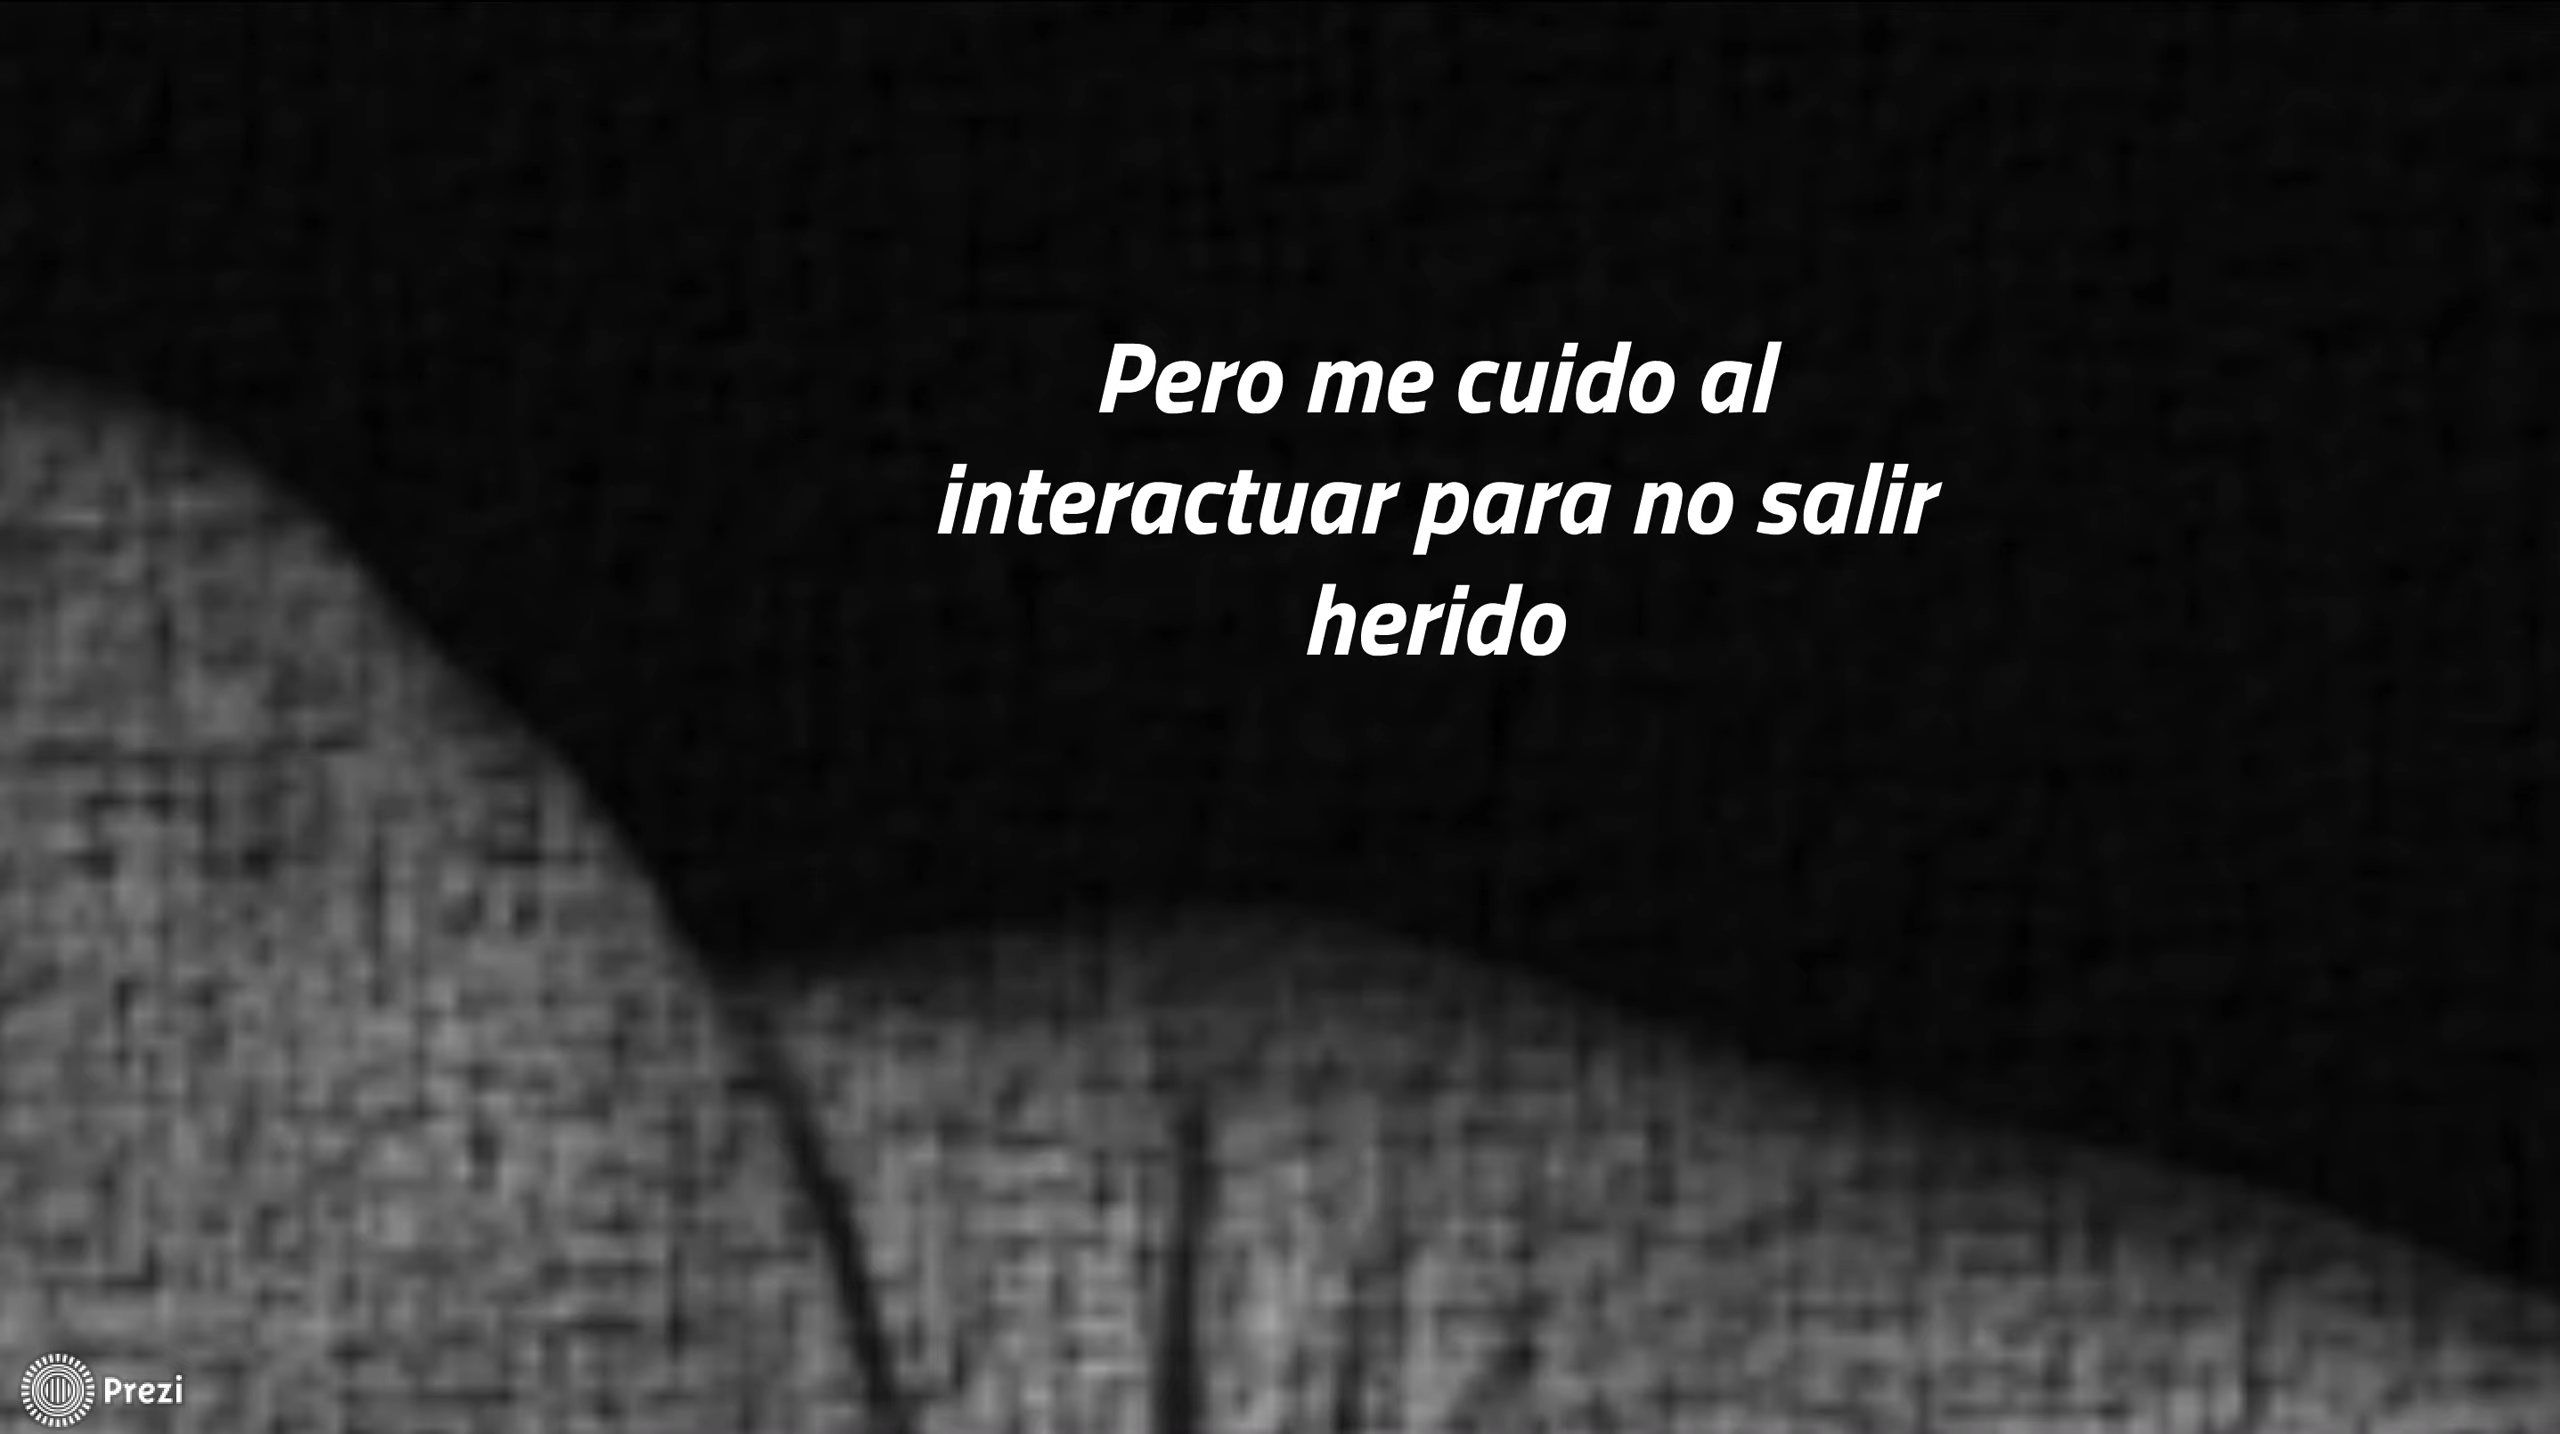 Pero me cuido al
interactuar para no salir
herido
Prezi